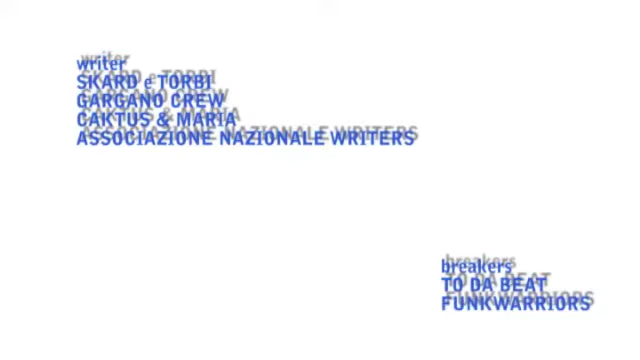 writer
SKARD e TORBI
GARGANO CREW
CAKTUS & MARIA
ASSOCIAZIONE NAZIONALE WRITERS
breakers
TO DA BEAT
FUNKWARRIORS